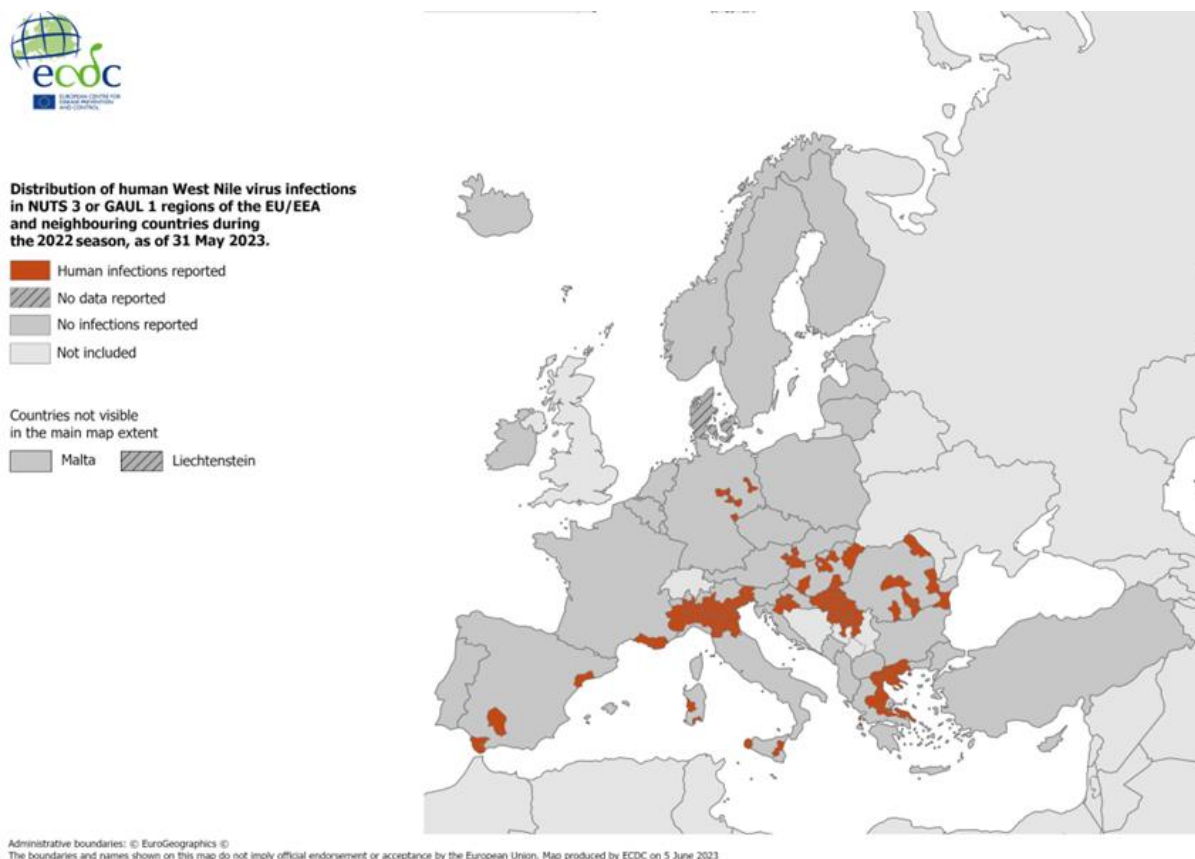 ecdc
EUROPEAN CENTRE FOR
DISEASE PREVENTION
AND CONTROL
Distribution of human West Nile virus infections
in NUTS 3 or GAUL 1 regions of the EU/EEA
and neighbouring countries during
the 2022 season, as of 31 May 2023.
Human infections reported
No data reported
No infections reported
Not included
Countries not visible
in the main map extent
Malta
Liechtenstein
Administrative boundaries: © EuroGeographics ©
The boundaries and names shown on this map do not imply official endorsement or acceptance by the European Union. Map produced by ECDC on 5 June 2023